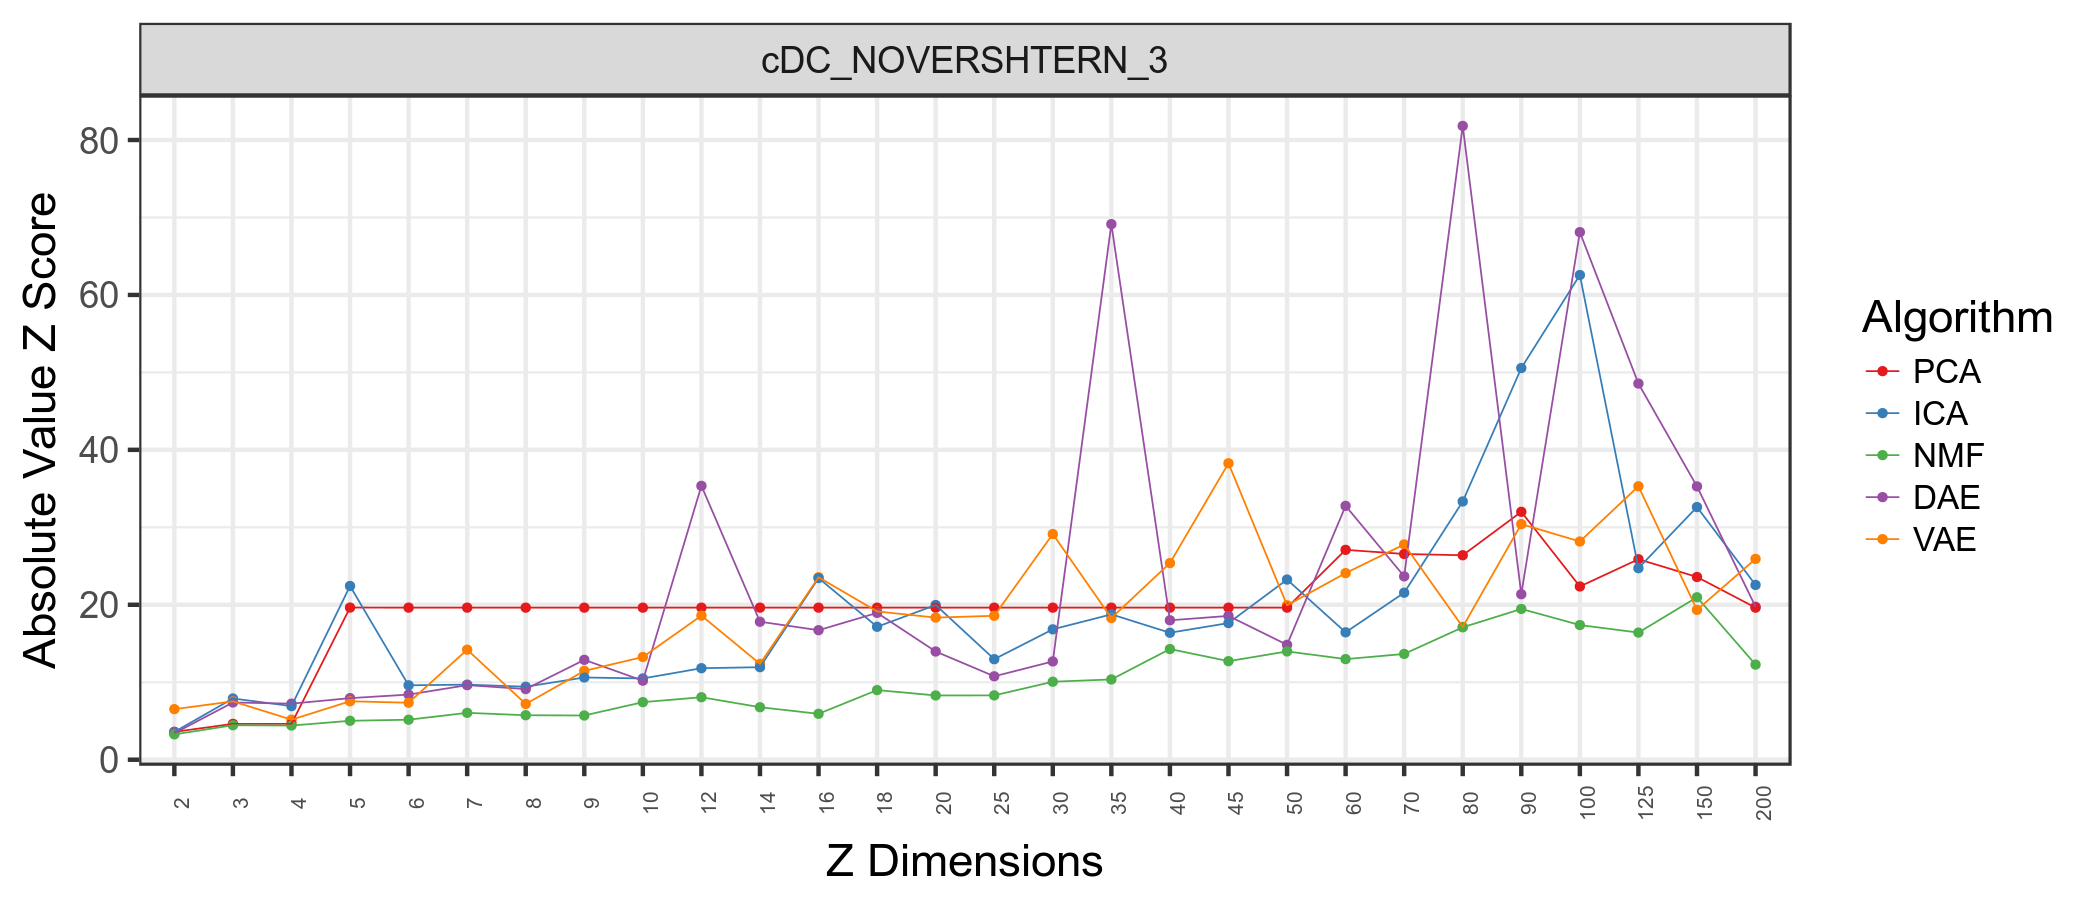 cDC_NOVERSHTERN_3
Absolute Value Z Score
80
60
40
20
0
2 3 4 5 6 7 8 9 10 12 14 16 18 20 25 30 35 40 45 50 60 70 80 90 100 125 150 200
Z Dimensions
Algorithm
PCA
ICA
NMF
DAE
VAE